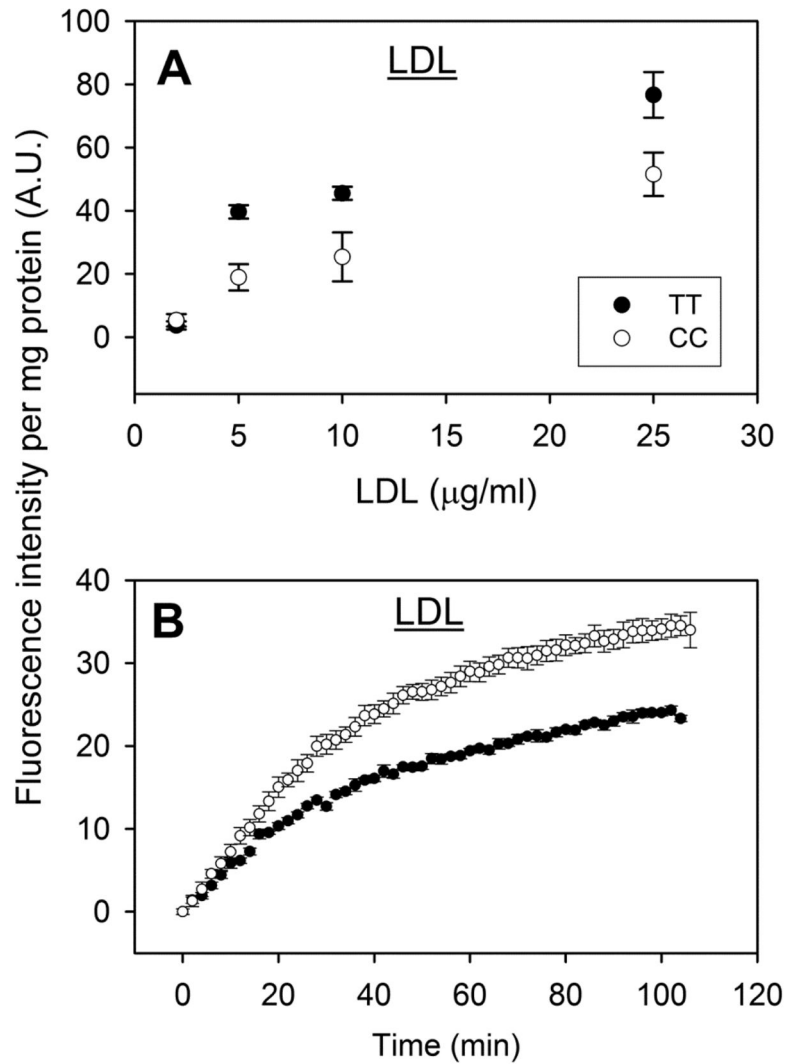 Fluorescence intensity per mg protein (A.U.)
A
LDL
100
80
60
40
20
0
TT
CC
0 5 10 15 20 25 30
LDL (μg/ml)
B
LDL
40
30
20
10
0
0 20 40 60 80 100 120
Time (min)